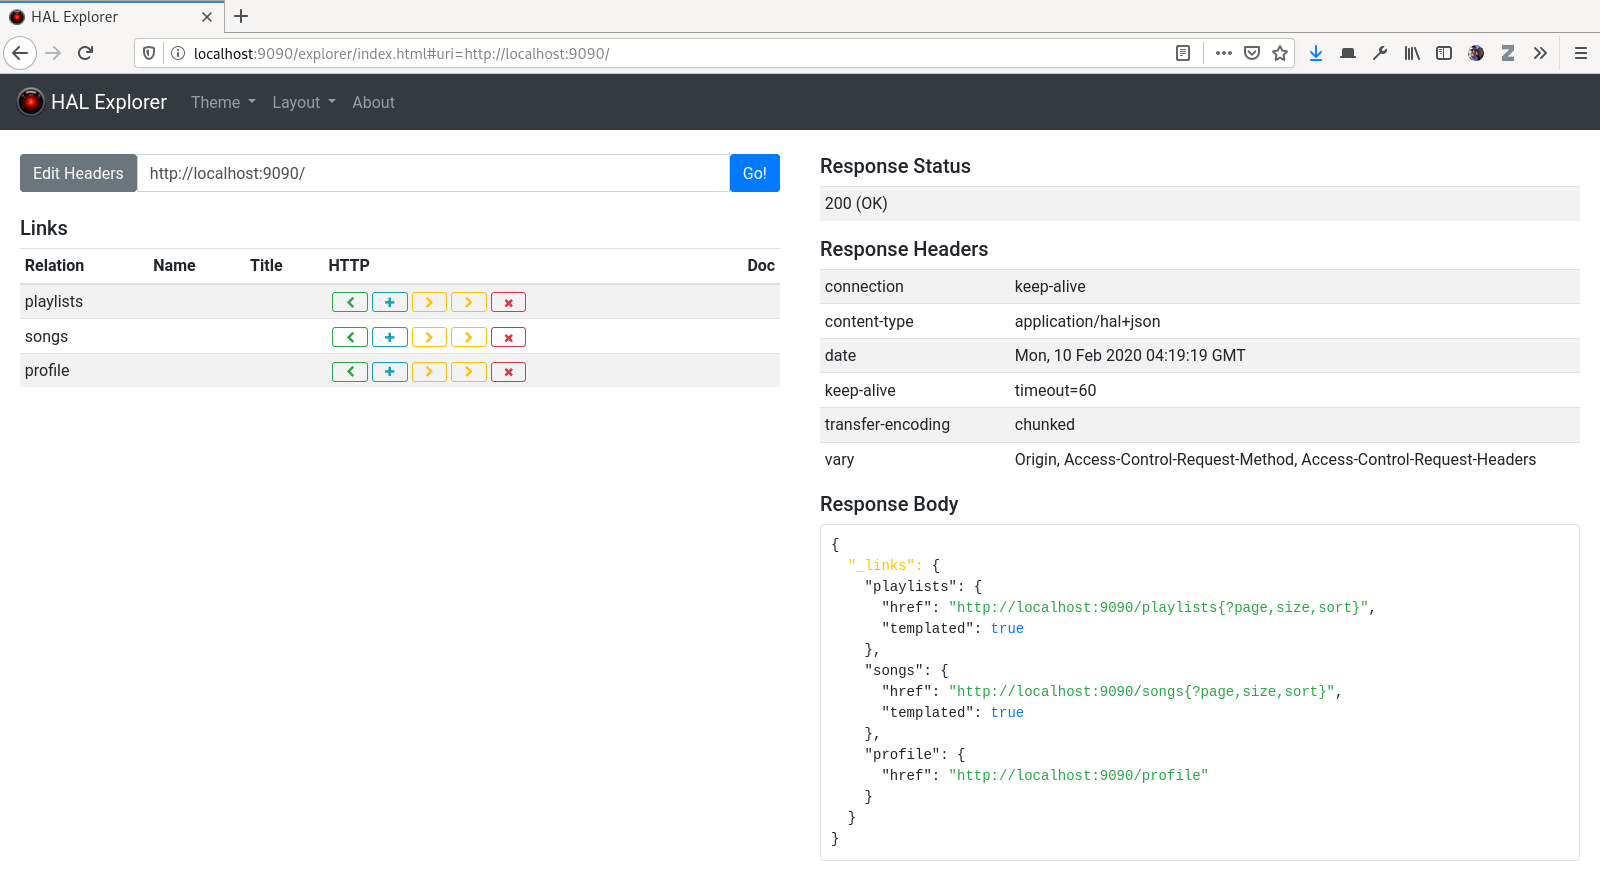 HAL Explorer
localhost:9090/explorer/index.html#uri=http://localhost:9090/
HAL Explorer Theme Layout About
Edit Headers http://localhost:9090/ Go!
Links
Relation Name Title HTTP Doc
playlists
songs
profile
Response Status
200 (OK)
Response Headers
connection keep-alive
content-type application/hal+json
date Mon, 10 Feb 2020 04:19:19 GMT
keep-alive timeout=60
transfer-encoding chunked
vary Origin, Access-Control-Request-Method, Access-Control-Request-Headers
Response Body
{
  "_links": {
    "playlists": {
      "href": "http://localhost:9090/playlists{?page,size,sort}",
      "templated": true
    },
    "songs": {
      "href": "http://localhost:9090/songs{?page,size,sort}",
      "templated": true
    },
    "profile": {
      "href": "http://localhost:9090/profile"
    }
  }
}